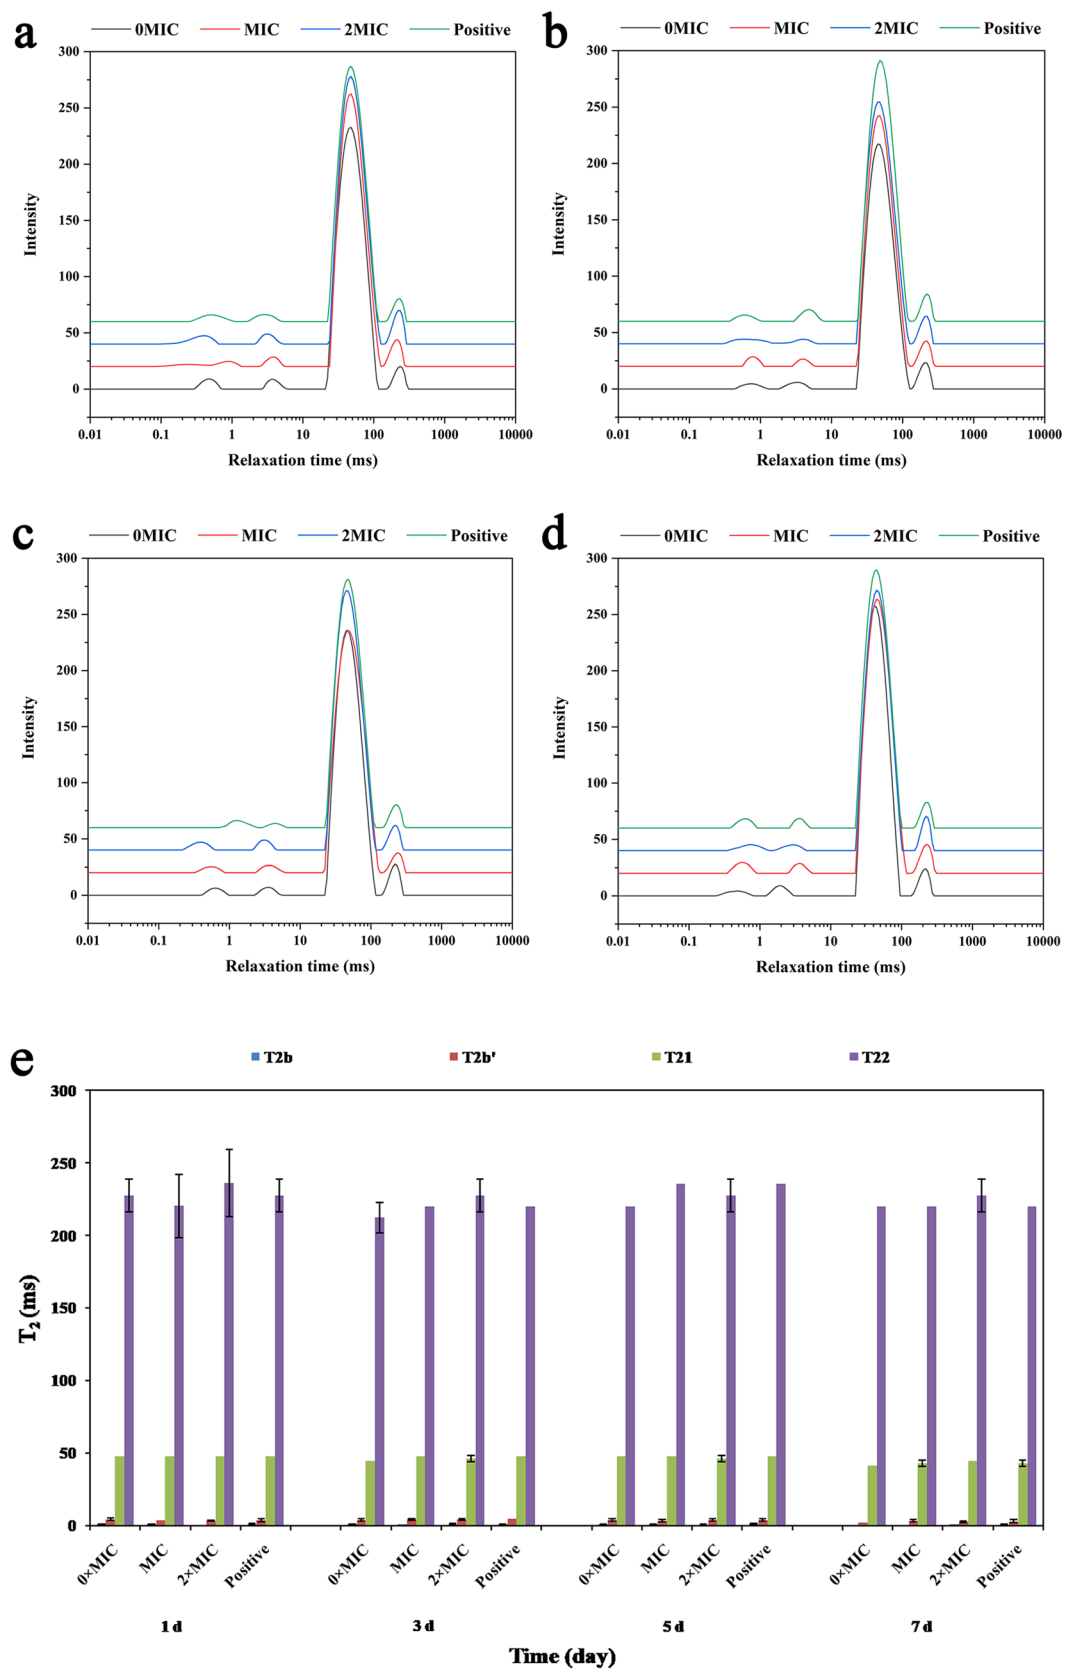 a
0MIC MIC 2MIC Positive
300
250
200
150
100
50
0
Intensity
0.01 0.1 1 10 100 1000 10000
Relaxation time (ms)
b
0MIC MIC 2MIC Positive
300
250
200
150
100
50
0
Intensity
0.01 0.1 1 10 100 1000 10000
Relaxation time (ms)
c
0MIC MIC 2MIC Positive
300
250
200
150
100
50
0
Intensity
0.01 0.1 1 10 100 1000 10000
Relaxation time (ms)
d
0MIC MIC 2MIC Positive
300
250
200
150
100
50
0
Intensity
0.01 0.1 1 10 100 1000 10000
Relaxation time (ms)
e
T2b T2b' T21 T22
300
250
200
150
100
50
0
T2 (ms)
0×MIC MIC 2×MIC Positive 0×MIC MIC 2×MIC Positive 0×MIC MIC 2×MIC Positive 0×MIC MIC 2×MIC Positive
1 d 3 d 5 d 7 d
Time (day)